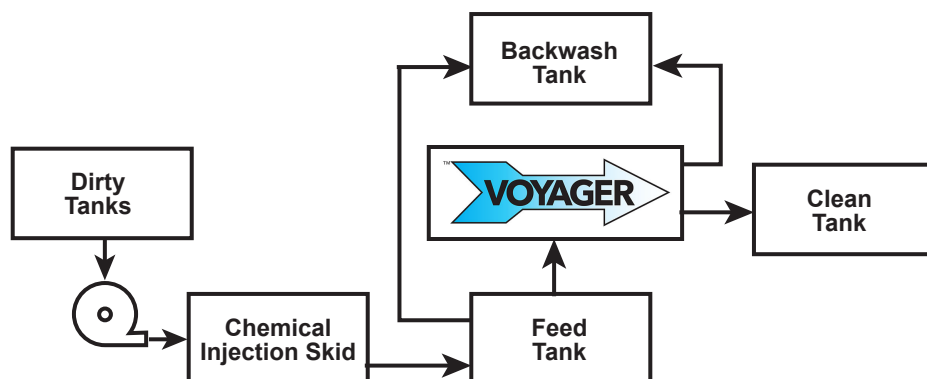 Backwash
Tank
Dirty
Tanks
™
VOYAGER
Clean
Tank
Chemical
Injection Skid
Feed
Tank